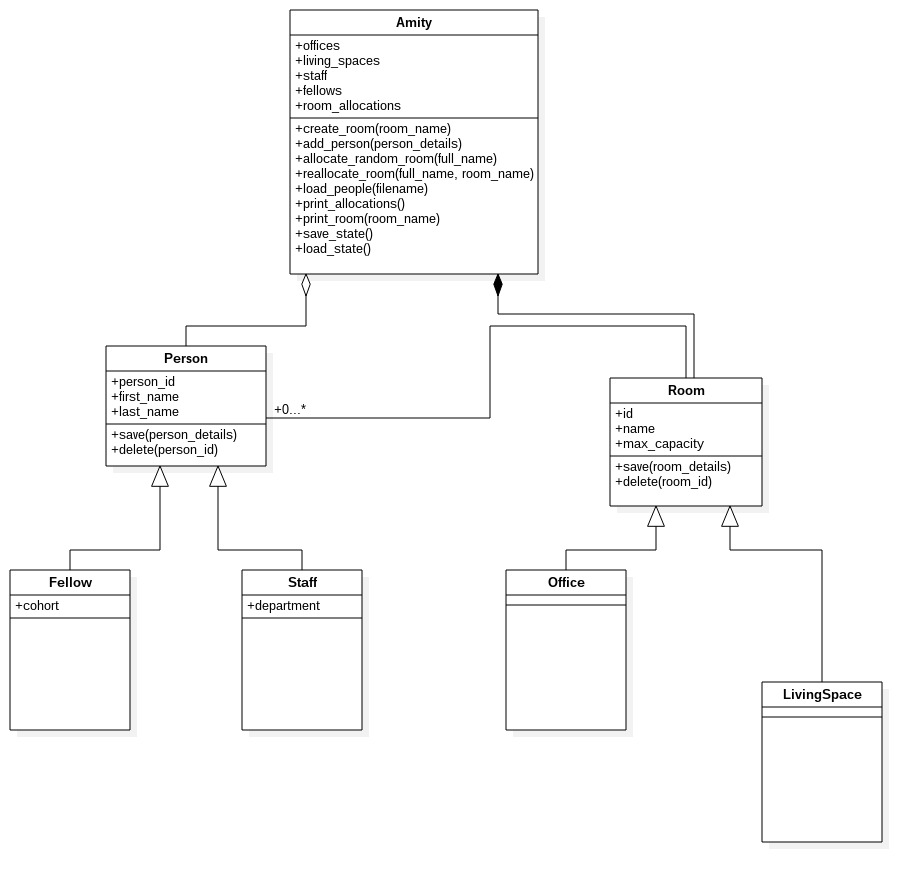 Amity
+offices
+living_spaces
+staff
+fellows
+room_allocations
+create_room(room_name)
+add_person(person_details)
+allocate_random_room(full_name)
+reallocate_room(full_name, room_name)
+load_people(filename)
+print_allocations()
+print_room(room_name)
+save_state()
+load_state()
Person
+person_id
+first_name
+last_name
+save(person_details)
+delete(person_id)
+0...*
Room
+id
+name
+max_capacity
+save(room_details)
+delete(room_id)
Fellow
+cohort
Staff
+department
Office
LivingSpace